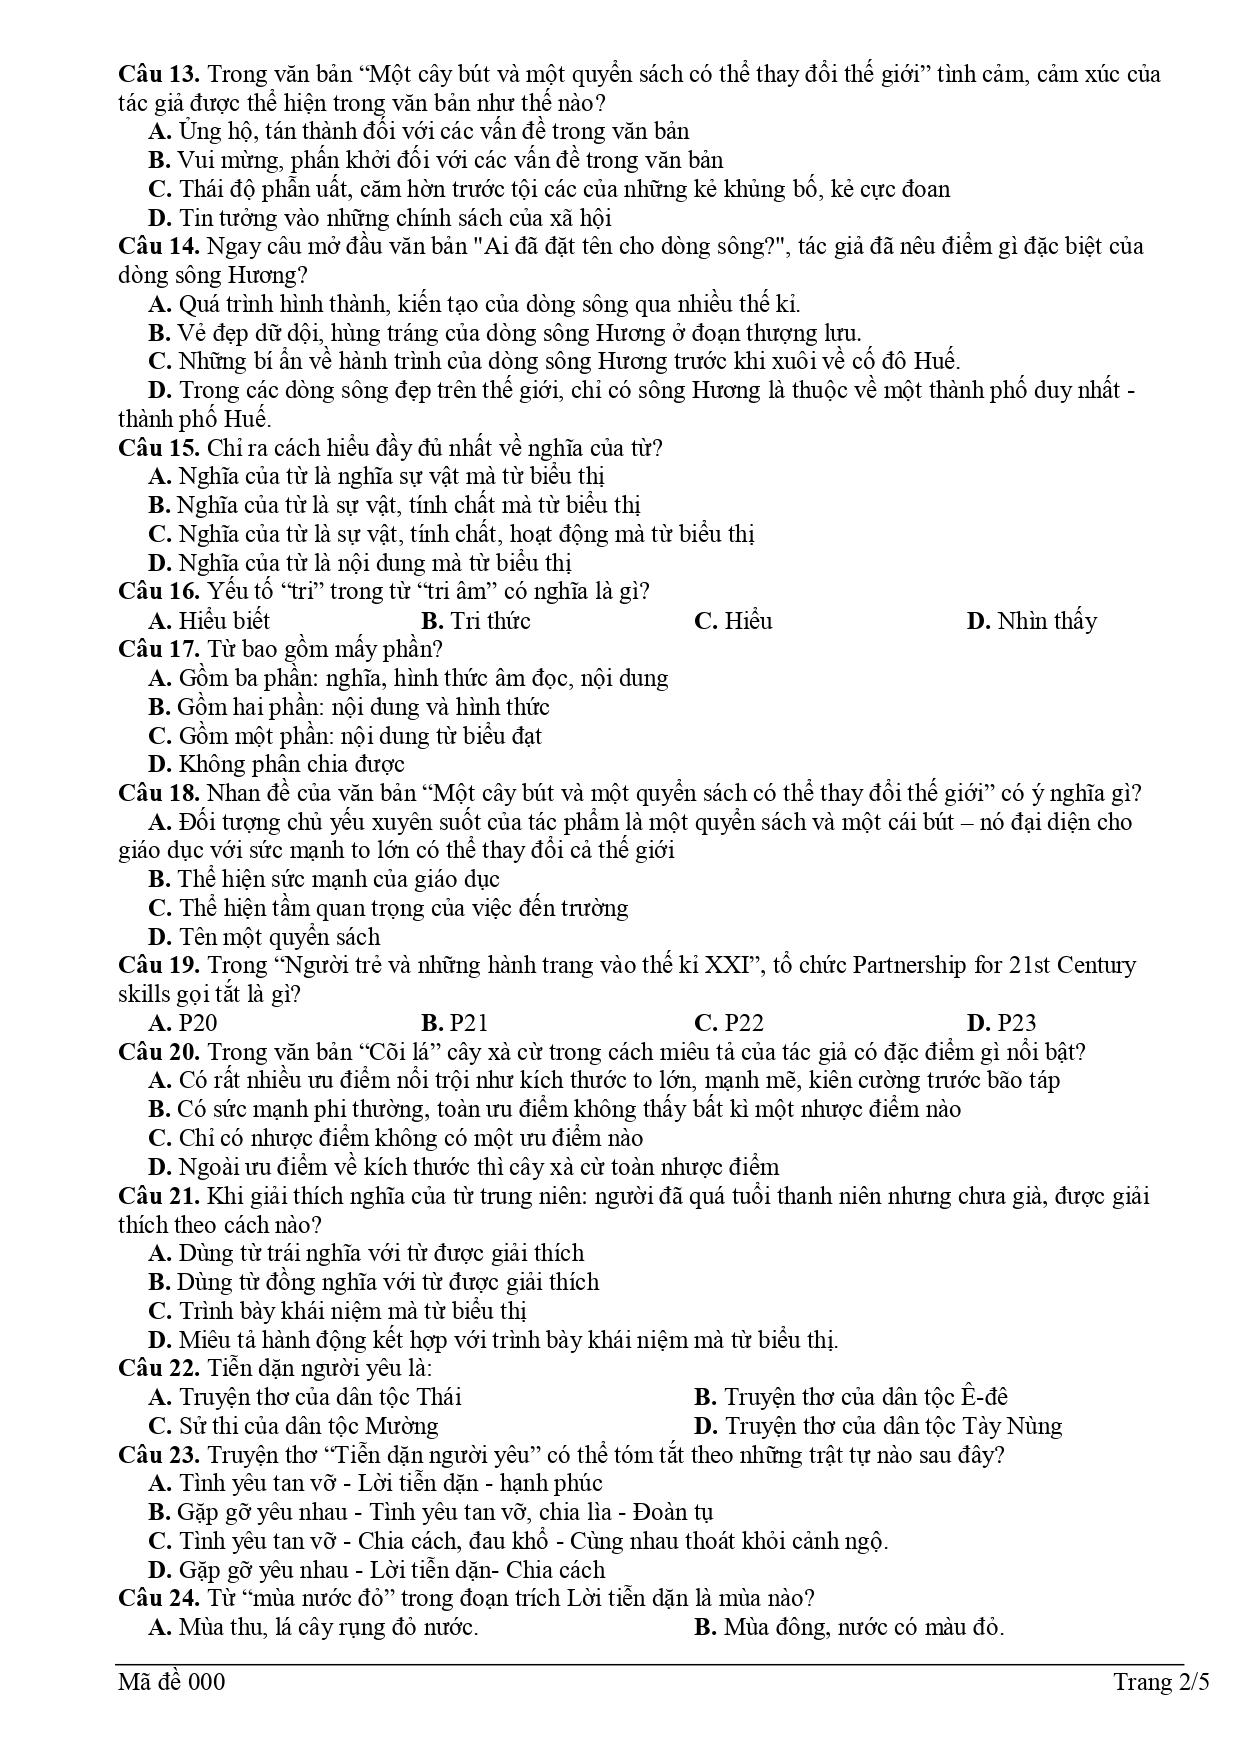 Câu 13. Trong văn bản “Một cây bút và một quyển sách có thể thay đổi thế giới” tình cảm, cảm xúc của
tác giả được thể hiện trong văn bản như thế nào?
A. Ủng hộ, tán thành đối với các vấn đề trong văn bản
B. Vui mừng, phấn khởi đối với các vấn đề trong văn bản
C. Thái độ phẫn uất, căm hờn trước tội các của những kẻ khủng bố, kẻ cực đoan
D. Tin tưởng vào những chính sách của xã hội
Câu 14. Ngay câu mở đầu văn bản "Ai đã đặt tên cho dòng sông?", tác giả đã nêu điểm gì đặc biệt của
dòng sông Hương?
A. Quá trình hình thành, kiến tạo của dòng sông qua nhiều thế kỉ.
B. Vẻ đẹp dữ dội, hùng tráng của dòng sông Hương ở đoạn thượng lưu.
C. Những bí ẩn về hành trình của dòng sông Hương trước khi xuôi về cố đô Huế.
D. Trong các dòng sông đẹp trên thế giới, chỉ có sông Hương là thuộc về một thành phố duy nhất -
thành phố Huế.
Câu 15. Chỉ ra cách hiểu đầy đủ nhất về nghĩa của từ?
A. Nghĩa của từ là nghĩa sự vật mà từ biểu thị
B. Nghĩa của từ là sự vật, tính chất mà từ biểu thị
C. Nghĩa của từ là sự vật, tính chất, hoạt động mà từ biểu thị
D. Nghĩa của từ là nội dung mà từ biểu thị
Câu 16. Yếu tố “tri” trong từ “tri âm” có nghĩa là gì?
A. Hiểu biết B. Tri thức C. Hiểu D. Nhìn thấy
Câu 17. Từ bao gồm mấy phần?
A. Gồm ba phần: nghĩa, hình thức âm đọc, nội dung
B. Gồm hai phần: nội dung và hình thức
C. Gồm một phần: nội dung từ biểu đạt
D. Không phân chia được
Câu 18. Nhan đề của văn bản “Một cây bút và một quyển sách có thể thay đổi thế giới” có ý nghĩa gì?
A. Đối tượng chủ yếu xuyên suốt của tác phẩm là một quyển sách và một cái bút – nó đại diện cho
giáo dục với sức mạnh to lớn có thể thay đổi cả thế giới
B. Thể hiện sức mạnh của giáo dục
C. Thể hiện tầm quan trọng của việc đến trường
D. Tên một quyển sách
Câu 19. Trong “Người trẻ và những hành trang vào thế kỉ XXI”, tổ chức Partnership for 21st Century
skills gọi tắt là gì?
A. P20 B. P21 C. P22 D. P23
Câu 20. Trong văn bản “Cõi lá” cây xà cừ trong cách miêu tả của tác giả có đặc điểm gì nổi bật?
A. Có rất nhiều ưu điểm nổi trội như kích thước to lớn, mạnh mẽ, kiên cường trước bão táp
B. Có sức mạnh phi thường, toàn ưu điểm không thấy bất kì một nhược điểm nào
C. Chỉ có nhược điểm không có một ưu điểm nào
D. Ngoài ưu điểm về kích thước thì cây xà cừ toàn nhược điểm
Câu 21. Khi giải thích nghĩa của từ trung niên: người đã quá tuổi thanh niên nhưng chưa già, được giải
thích theo cách nào?
A. Dùng từ trái nghĩa với từ được giải thích
B. Dùng từ đồng nghĩa với từ được giải thích
C. Trình bày khái niệm mà từ biểu thị
D. Miêu tả hành động kết hợp với trình bày khái niệm mà từ biểu thị.
Câu 22. Tiễn dặn người yêu là:
A. Truyện thơ của dân tộc Thái B. Truyện thơ của dân tộc Ê-đê
C. Sử thi của dân tộc Mường D. Truyện thơ của dân tộc Tày Nùng
Câu 23. Truyện thơ “Tiễn dặn người yêu” có thể tóm tắt theo những trật tự nào sau đây?
A. Tình yêu tan vỡ - Lời tiễn dặn - hạnh phúc
B. Gặp gỡ yêu nhau - Tình yêu tan vỡ, chia lìa - Đoàn tụ
C. Tình yêu tan vỡ - Chia cách, đau khổ - Cùng nhau thoát khỏi cảnh ngộ.
D. Gặp gỡ yêu nhau - Lời tiễn dặn- Chia cách
Câu 24. Từ “mùa nước đỏ” trong đoạn trích Lời tiễn dặn là mùa nào?
A. Mùa thu, lá cây rụng đỏ nước. B. Mùa đông, nước có màu đỏ.
Mã đề 000 Trang 2/5